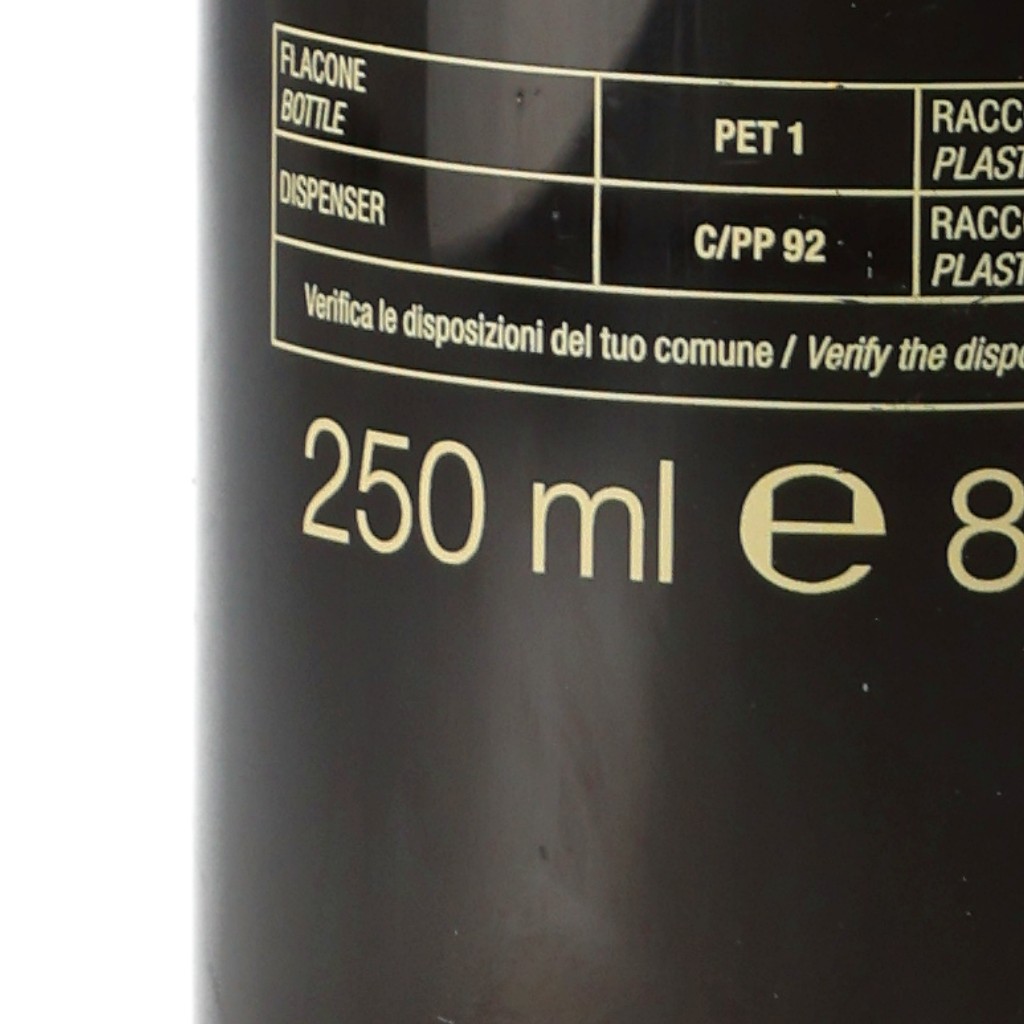 FLACONE
BOTTLE
PET 1
RACC
PLAST
DISPENSER
C/PP 92
RACC
PLAST
Verifica le disposizioni del tuo comune / Verify the dispo
250 ml e 8